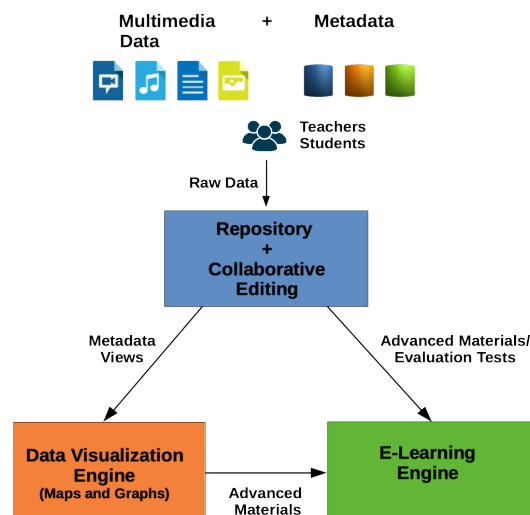 Multimedia + Metadata
Data
Teachers
Students
Raw Data
Repository
+
Collaborative
Editing
Metadata
Views
Advanced Materials/
Evaluation Tests
Data Visualization
Engine
(Maps and Graphs)
E-Learning
Engine
Advanced
Materials